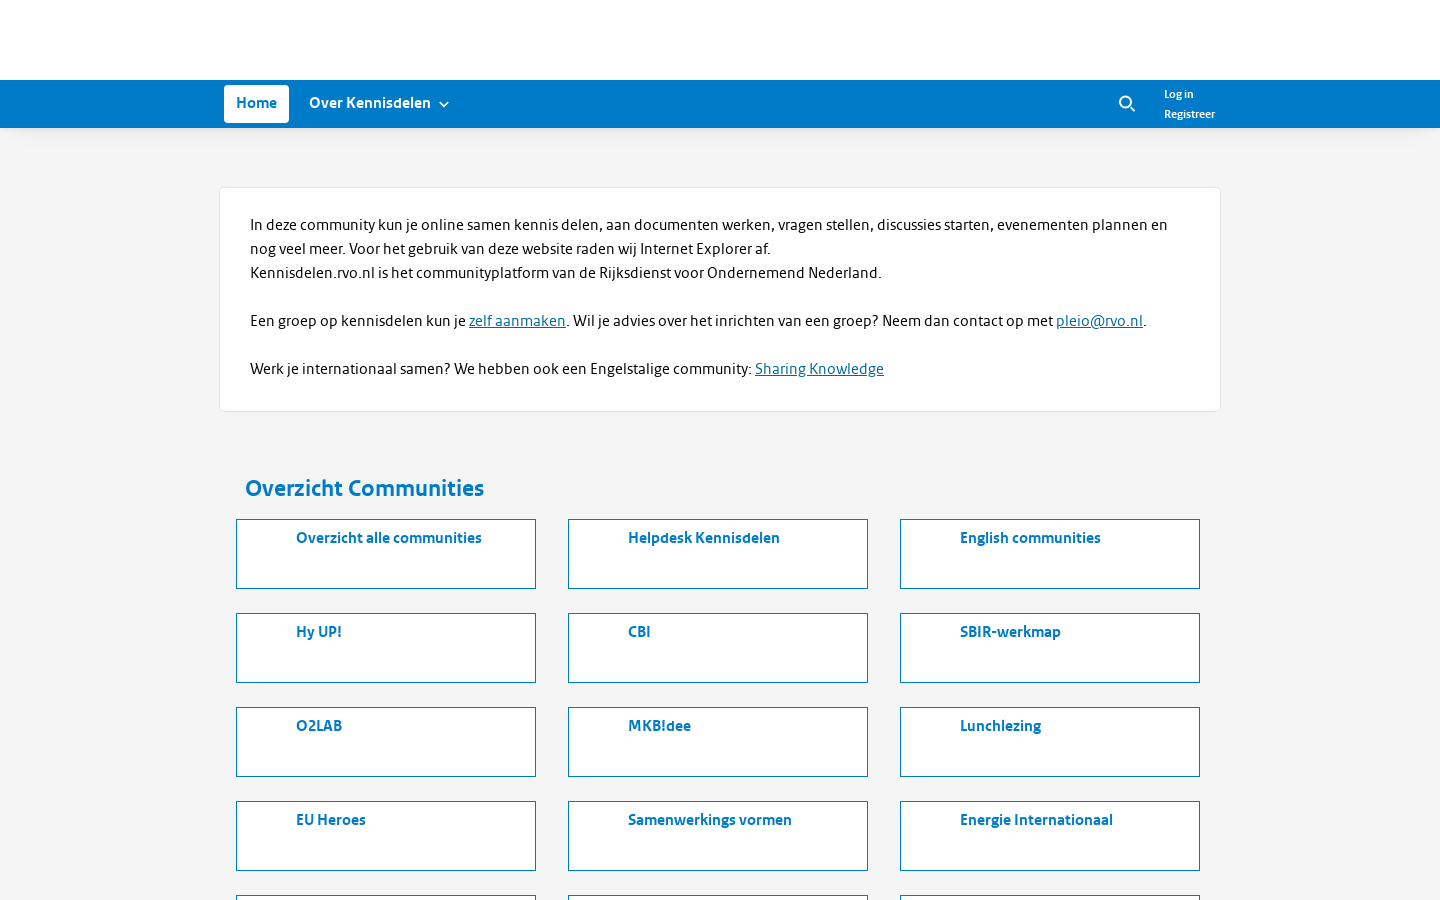 Home
Over Kennisdelen
Log in
Registreer
In deze community kun je online samen kennis delen, aan documenten werken, vragen stellen, discussies starten, evenementen plannen en
nog veel meer. Voor het gebruik van deze website raden wij Internet Explorer af.
Kennisdelen.rvo.nl is het communityplatform van de Rijksdienst voor Ondernemend Nederland.
Een groep op kennisdelen kun je zelf aanmaken. Wil je advies over het inrichten van een groep? Neem dan contact op met pleio@rvo.nl.
Werk je internationaal samen? We hebben ook een Engelstalige community: Sharing Knowledge
Overzicht Communities
Overzicht alle communities
Helpdesk Kennisdelen
English communities
Hy UP!
CBI
SBIR-werkmap
O2LAB
MKB!dee
Lunchlezing
EU Heroes
Samenwerkings vormen
Energie Internationaal